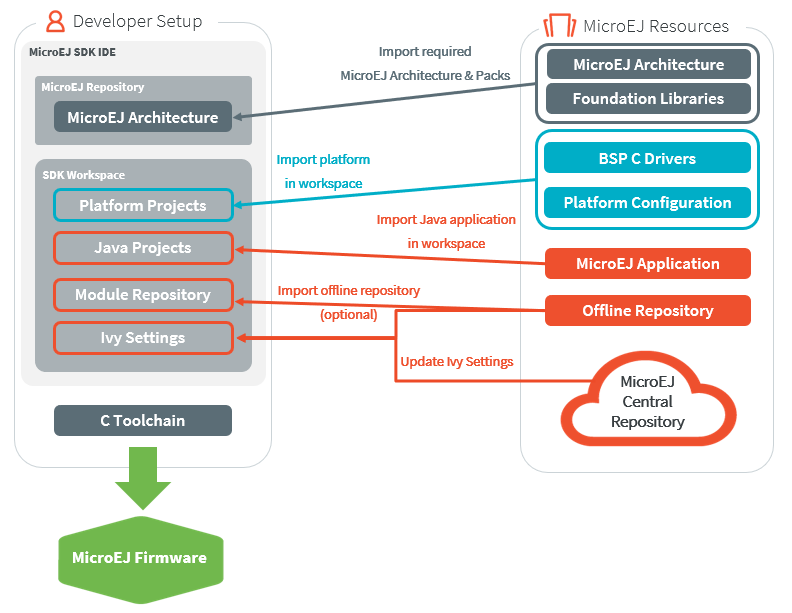 Developer Setup
MicroEJ SDK IDE
MicroEJ Repository
MicroEJ Architecture
SDK Workspace
Platform Projects
Java Projects
Module Repository
Ivy Settings
C Toolchain
MicroEJ Firmware
Import required
MicroEJ Architecture & Packs
Import platform
in workspace
Import Java application
in workspace
Import offline repository
(optional)
Update Ivy Settings
MicroEJ Resources
MicroEJ Architecture
Foundation Libraries
BSP C Drivers
Platform Configuration
MicroEJ Application
Offline Repository
MicroEJ
Central
Repository